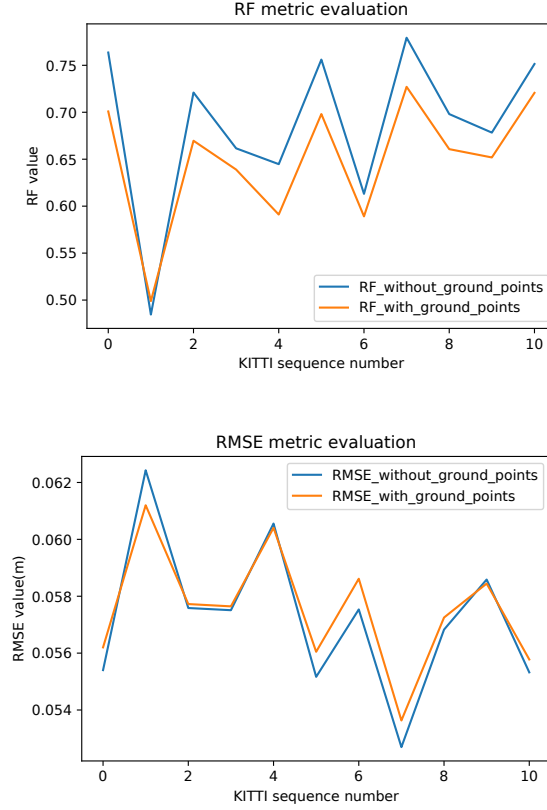 RF metric evaluation
RF value
0.75
0.70
0.65
0.60
0.55
0.50
RF_without_ground_points
RF_with_ground_points
0 2 4 6 8 10
KITTI sequence number
RMSE metric evaluation
RMSE value(m)
0.062
0.060
0.058
0.056
0.054
RMSE_without_ground_points
RMSE_with_ground_points
0 2 4 6 8 10
KITTI sequence number